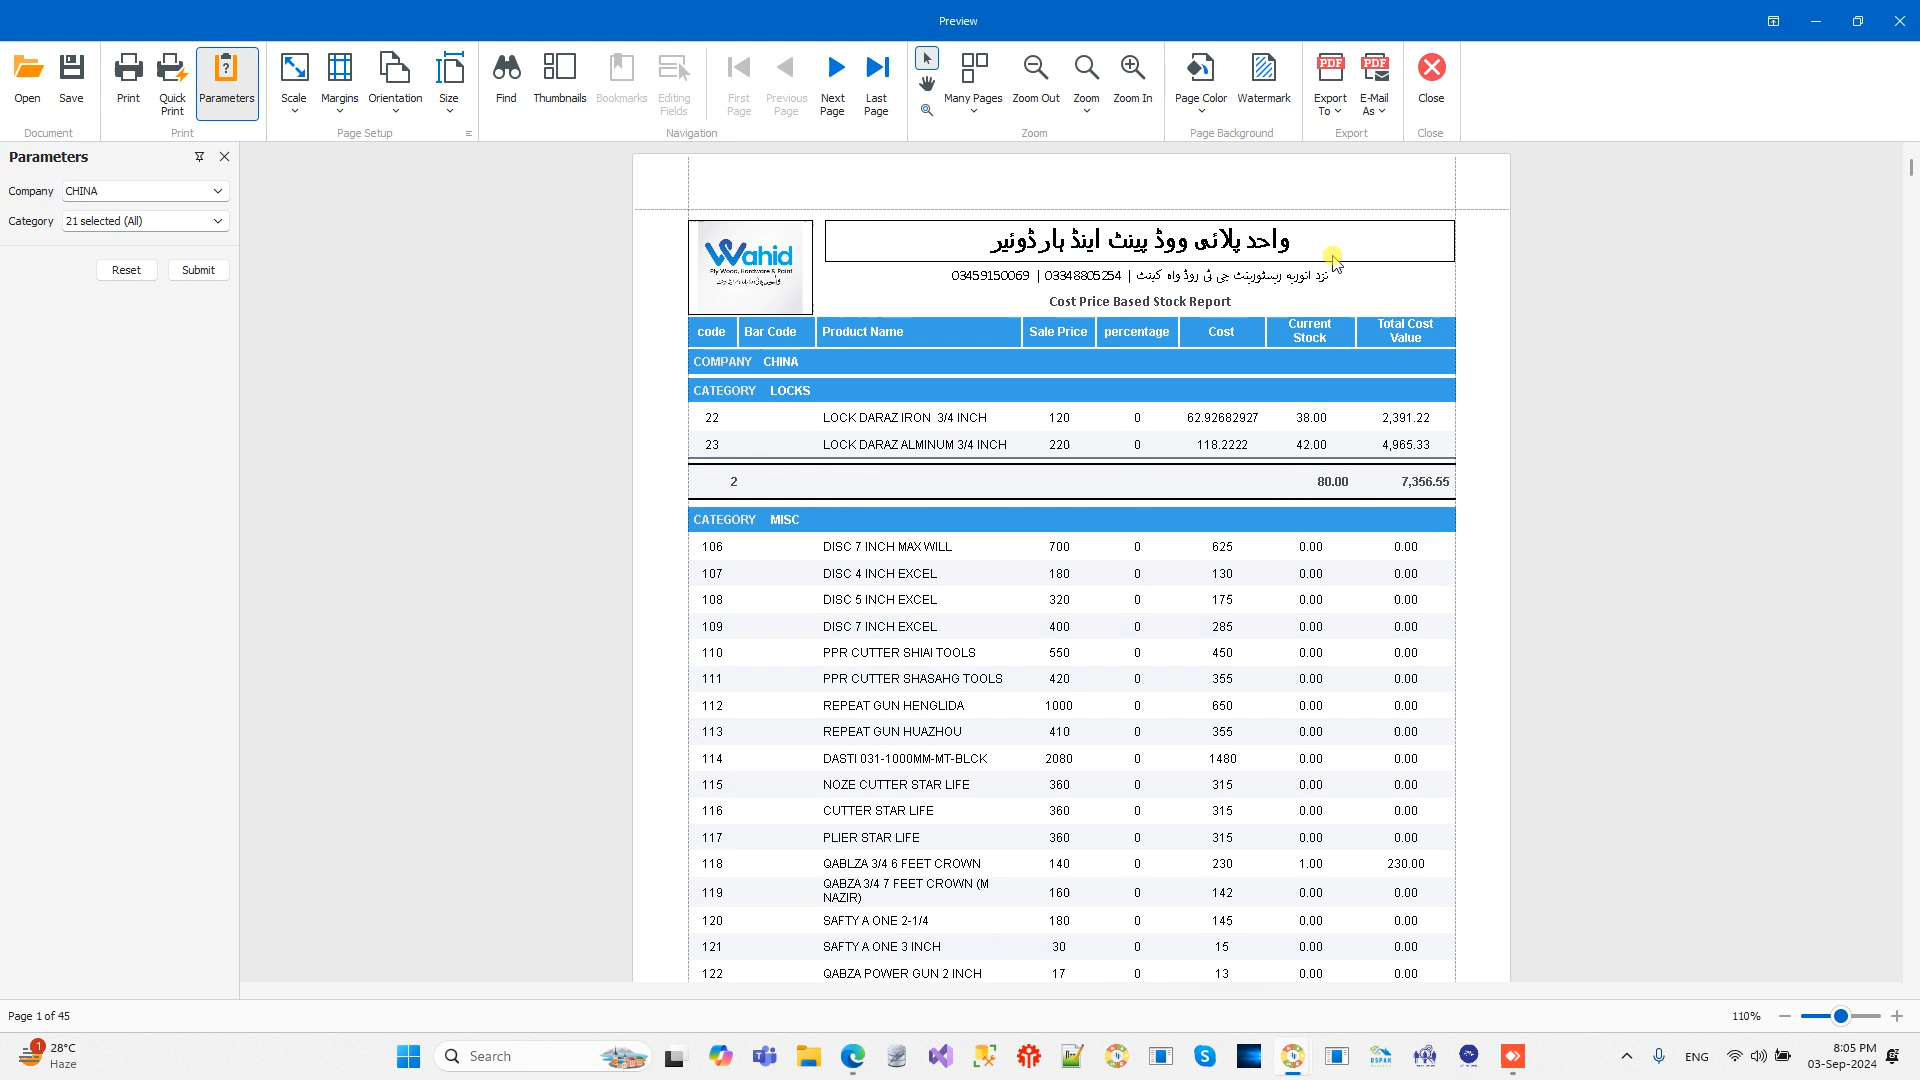 Preview
Open
Save
Print
Quick Print
Parameters
Scale
Margins
Orientation
Size
Find
Thumbnails
Bookmarks
Editing Fields
First Page
Previous Page
Next Page
Last Page
Many Pages
Zoom Out
Zoom
Zoom In
Page Color
Watermark
PDF
Export To
PDF
E-Mail As
Close
Document
Print
Page Setup
Navigation
Zoom
Page Background
Export
Close
Parameters
Company CHINA
Category 21 selected (All)
Reset Submit
Wahid
Ply Wood, Hardware & Paint
واحد پلائی ووڈ پینٹ اینڈ ہارڈوئیر
نزد انوریہ ریسٹورینٹ جی ٹی روڈ واہ کینٹ | 03348805254 | 03459150069
Cost Price Based Stock Report
code Bar Code Product Name Sale Price percentage Cost Current Stock Total Cost Value
COMPANY CHINA
CATEGORY LOCKS
22 LOCK DARAZ IRON 3/4 INCH 120 0 62.92682927 38.00 2,391.22
23 LOCK DARAZ ALMINUM 3/4 INCH 220 0 118.2222 42.00 4,965.33
2 80.00 7,356.55
CATEGORY MISC
106 DISC 7 INCH MAX WILL 700 0 625 0.00 0.00
107 DISC 4 INCH EXCEL 180 0 130 0.00 0.00
108 DISC 5 INCH EXCEL 320 0 175 0.00 0.00
109 DISC 7 INCH EXCEL 400 0 285 0.00 0.00
110 PPR CUTTER SHIAI TOOLS 550 0 450 0.00 0.00
111 PPR CUTTER SHASAHG TOOLS 420 0 355 0.00 0.00
112 REPEAT GUN HENGLIDA 1000 0 650 0.00 0.00
113 REPEAT GUN HUAZHOU 410 0 355 0.00 0.00
114 DASTI 031-1000MM-MT-BLCK 2080 0 1480 0.00 0.00
115 NOZE CUTTER STAR LIFE 360 0 315 0.00 0.00
116 CUTTER STAR LIFE 360 0 315 0.00 0.00
117 PLIER STAR LIFE 360 0 315 0.00 0.00
118 QABLZA 3/4 6 FEET CROWN 140 0 230 1.00 230.00
119 QABZA 3/4 7 FEET CROWN (M NAZIR) 160 0 142 0.00 0.00
120 SAFTY A ONE 2-1/4 180 0 145 0.00 0.00
121 SAFTY A ONE 3 INCH 30 0 15 0.00 0.00
122 QABZA POWER GUN 2 INCH 17 0 13 0.00 0.00
Page 1 of 45
110%
1
28°C
Haze
Search
ENG
8:05 PM
03-Sep-2024